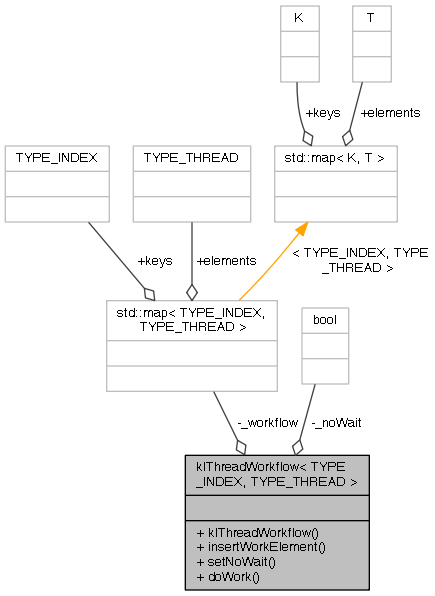 K
T
+keys
+elements
TYPE_INDEX
TYPE_THREAD
std::map< K, T >
+keys
+elements
< TYPE_INDEX, TYPE
_THREAD >
std::map< TYPE_INDEX,
TYPE_THREAD >
bool
-_workflow
-_noWait
klThreadWorkflow< TYPE
_INDEX, TYPE_THREAD >
+ klThreadWorkflow()
+ insertWorkElement()
+ setNoWait()
+ doWork()